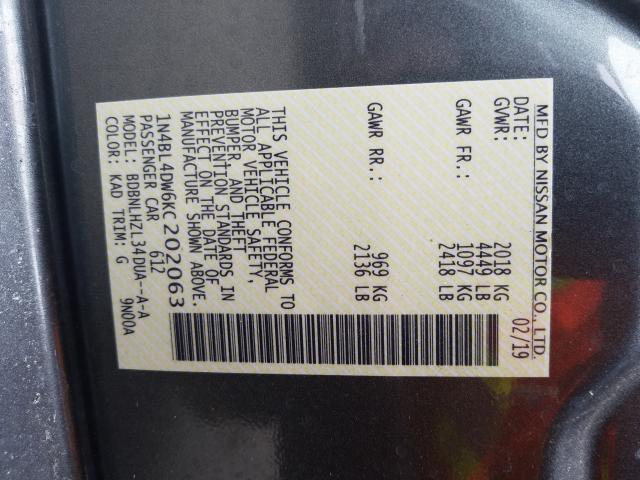 MFD BY NISSAN MOTOR CO., LTD.
DATE: 02/19
GVWR: 2018 KG
4449 LB
GAWR FR.: 1097 KG
2418 LB
GAWR RR.: 969 KG
2136 LB
THIS VEHICLE CONFORMS TO
ALL APPLICABLE FEDERAL
MOTOR VEHICLE SAFETY,
BUMPER, AND THEFT
PREVENTION STANDARDS IN
EFFECT ON THE DATE OF
MANUFACTURE SHOWN ABOVE.
1N4BL4DW6KC202063
PASSENGER CAR 612
MODEL: BDBNLHZL34DUA--A-A
COLOR: KAD TRIM: G 9N00A